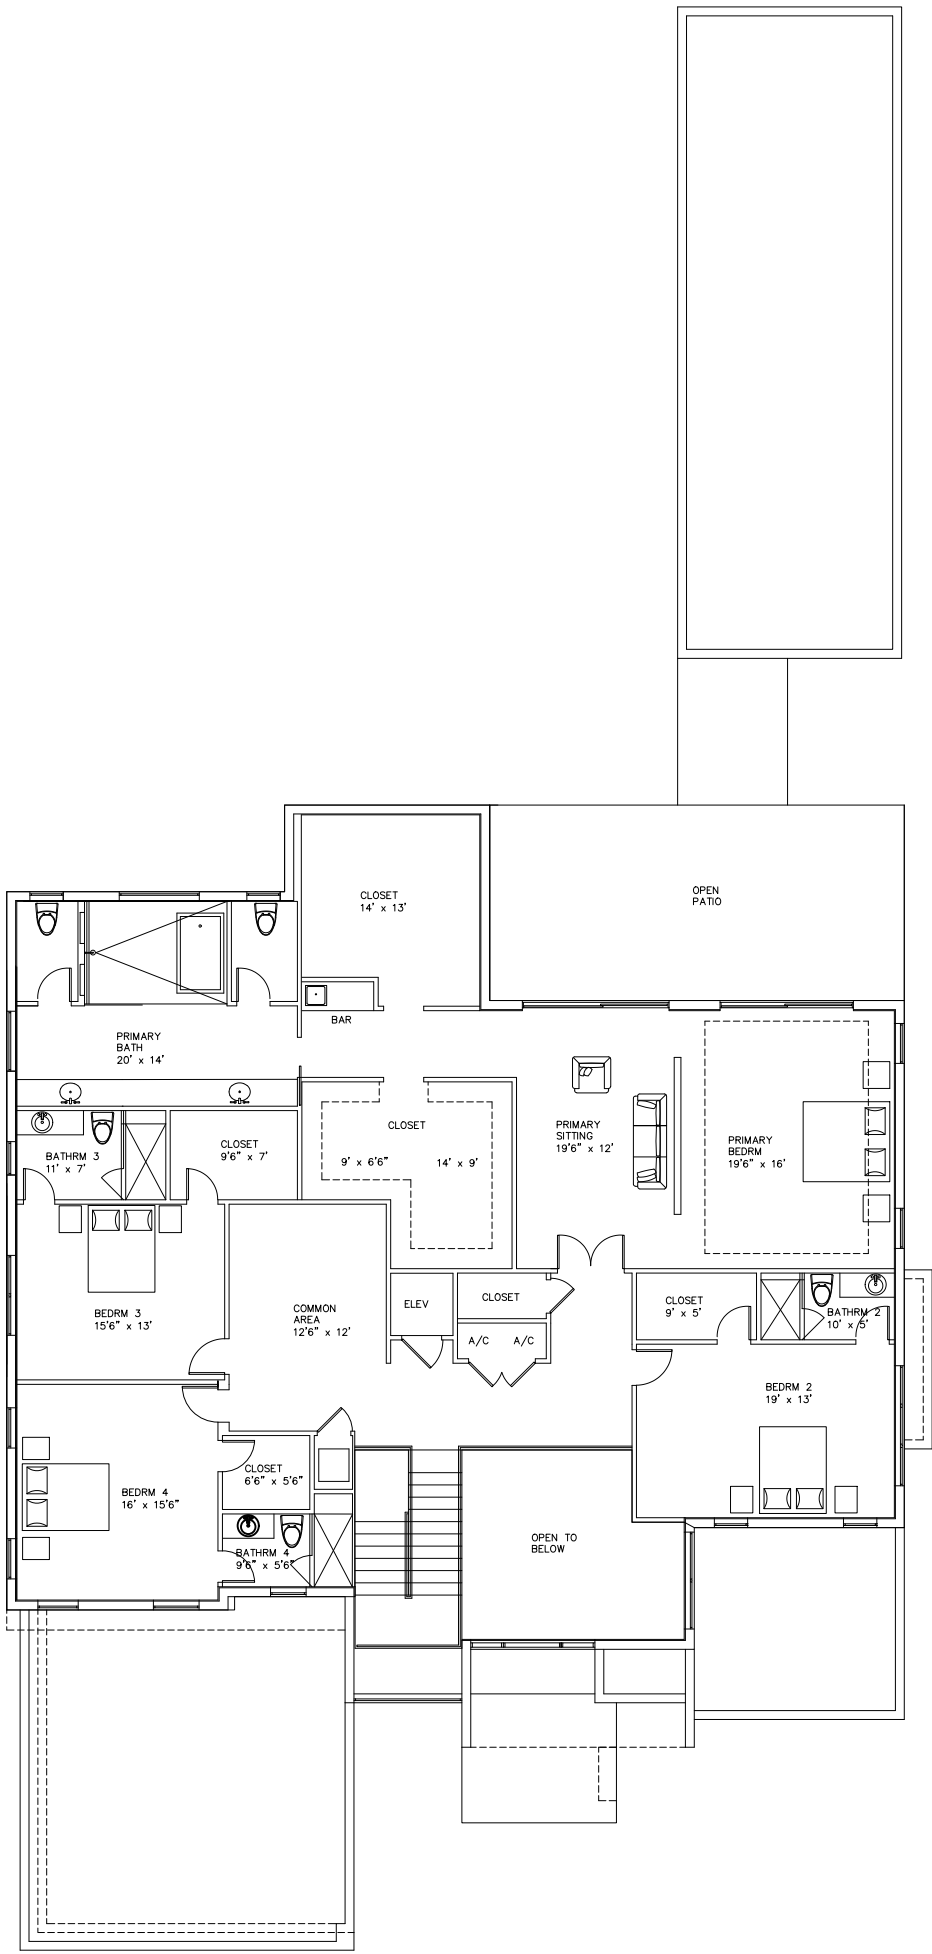 CLOSET
14' x 13'
OPEN
PATIO
BAR
PRIMARY
BATH
20' x 14'
CLOSET
9' x 6'6"
14' x 9'
PRIMARY
SITTING
19'6" x 12'
PRIMARY
BEDRM
19'6" x 16'
BATHRM 3
11' x 7'
CLOSET
9'6" x 7'
BEDRM 3
15'6" x 13'
COMMON
AREA
12'6" x 12'
ELEV
CLOSET
A/C
A/C
CLOSET
9' x 5'
BATHRM 2
10' x 5'
BEDRM 2
19' x 13'
BEDRM 4
16' x 15'6"
CLOSET
6'6" x 5'6"
BATHRM 4
9'6" x 5'6"
OPEN TO
BELOW